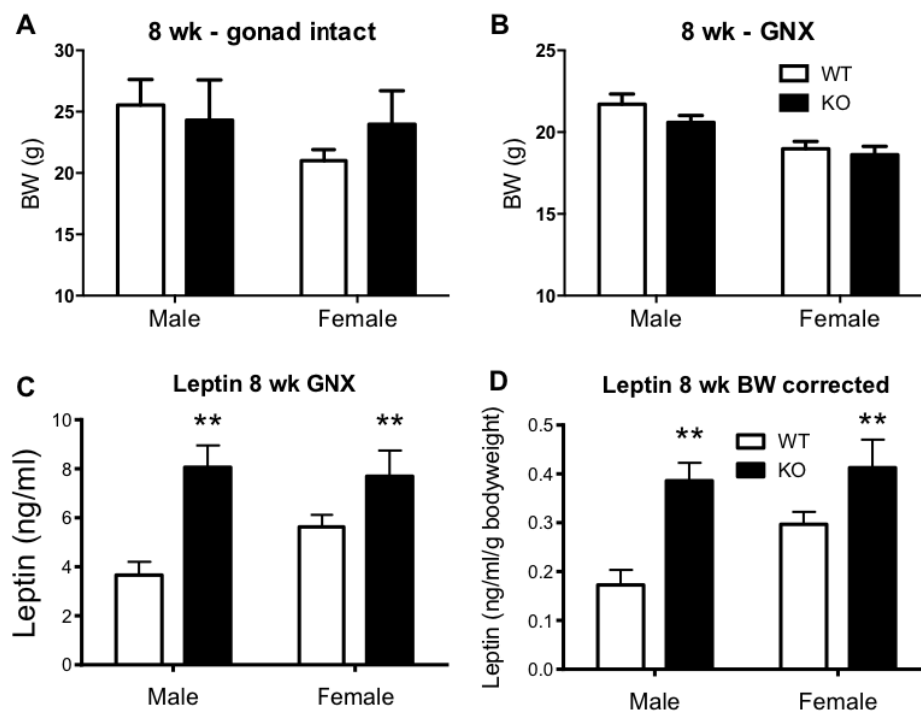 A
8 wk - gonad intact
30
25
20
15
10
BW (g)
Male Female
B
8 wk - GNX
25
20
15
10
BW (g)
WT
KO
Male Female
C
Leptin 8 wk GNX
10
8
6
4
2
0
Leptin (ng/ml)
** **
Male Female
D
Leptin 8 wk BW corrected
0.5
0.4
0.3
0.2
0.1
0.0
Leptin (ng/ml/g bodyweight)
** **
WT
KO
Male Female